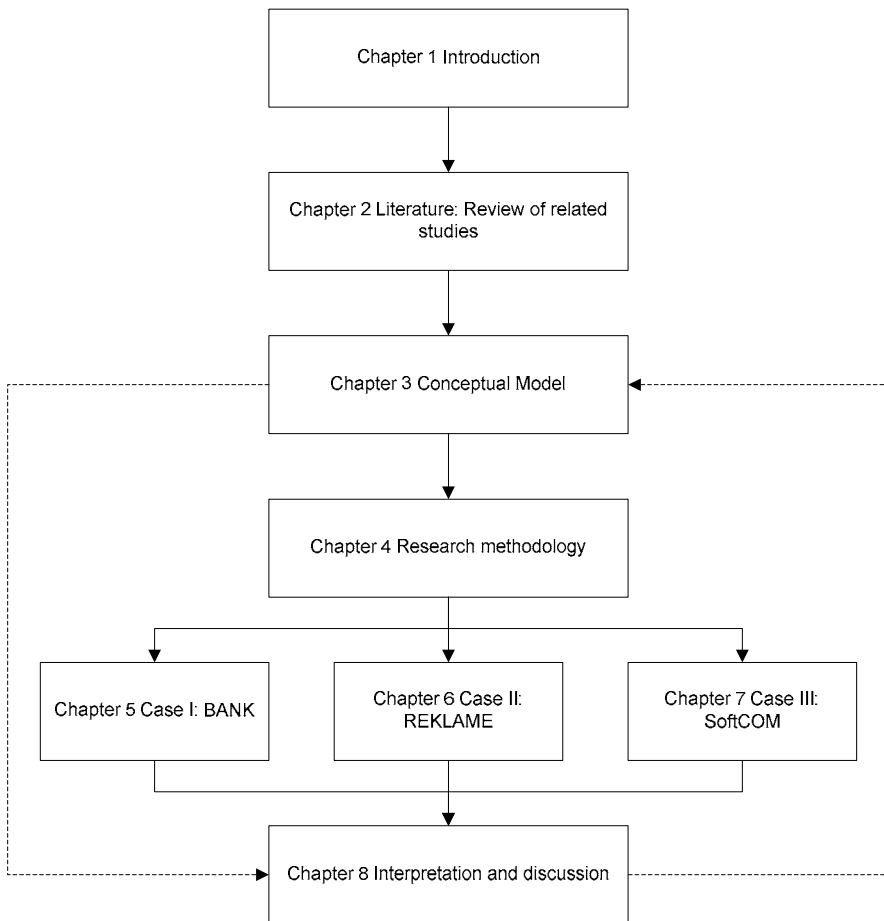 Chapter 1 Introduction
Chapter 2 Literature: Review of related
studies
Chapter 3 Conceptual Model
Chapter 4 Research methodology
Chapter 5 Case I: BANK
Chapter 6 Case II:
REKLAME
Chapter 7 Case III:
SoftCOM
Chapter 8 Interpretation and discussion